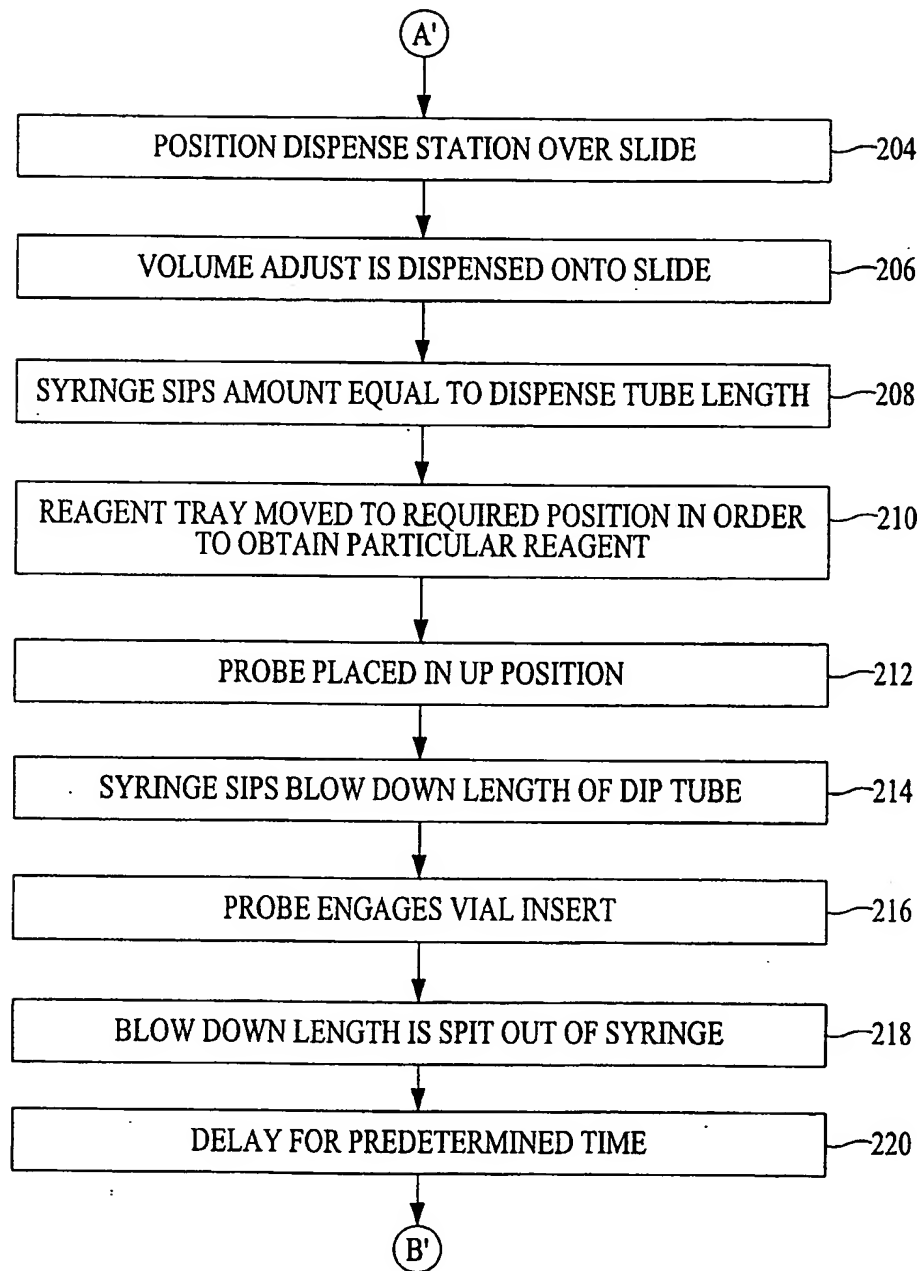 A'
POSITION DISPENSE STATION OVER SLIDE
204
VOLUME ADJUST IS DISPENSED ONTO SLIDE
206
SYRINGE SIPS AMOUNT EQUAL TO DISPENSE TUBE LENGTH
208
REAGENT TRAY MOVED TO REQUIRED POSITION IN ORDER
TO OBTAIN PARTICULAR REAGENT
210
PROBE PLACED IN UP POSITION
212
SYRINGE SIPS BLOW DOWN LENGTH OF DIP TUBE
214
PROBE ENGAGES VIAL INSERT
216
BLOW DOWN LENGTH IS SPIT OUT OF SYRINGE
218
DELAY FOR PREDETERMINED TIME
220
B'